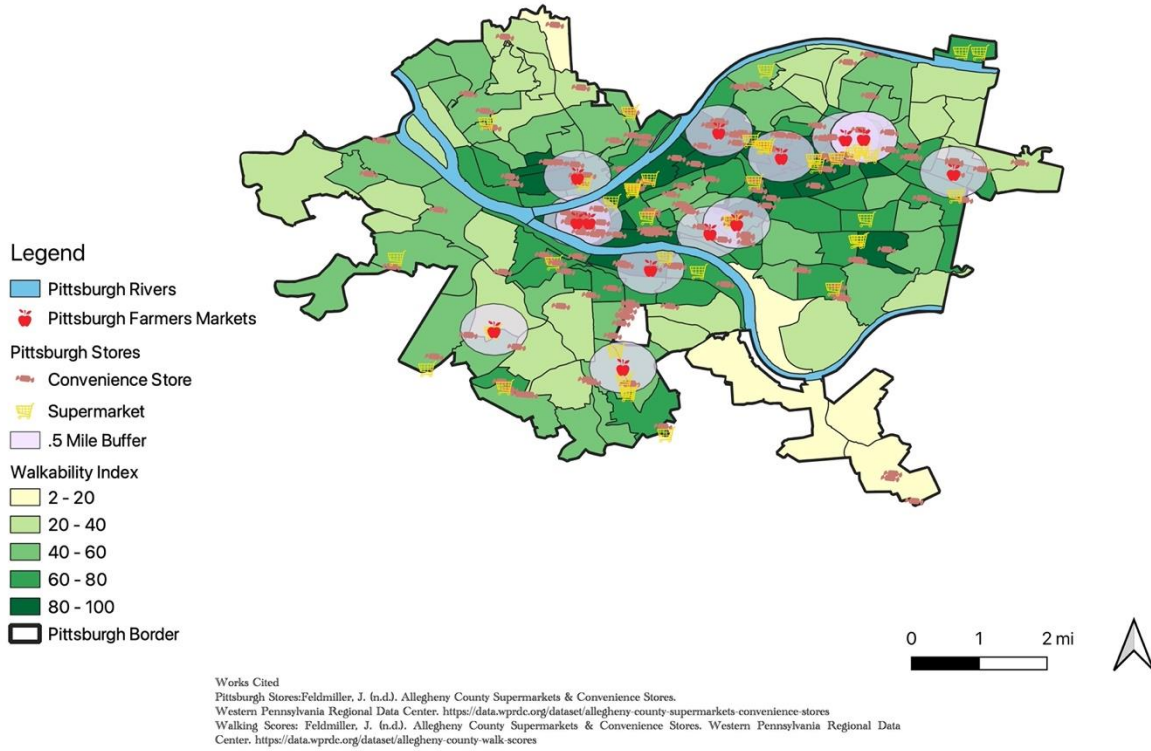 Legend
Pittsburgh Rivers
Pittsburgh Farmers Markets
Pittsburgh Stores
Convenience Store
Supermarket
.5 Mile Buffer
Walkability Index
2 - 20
20 - 40
40 - 60
60 - 80
80 - 100
Pittsburgh Border
0 1 2 mi
Works Cited
Pittsburgh Stores:Feldmiller, J. (n.d.). Allegheny County Supermarkets & Convenience Stores.
Western Pennsylvania Regional Data Center. https://data.wprdc.org/dataset/allegheny-county-supermarkets-convenience-stores
Walking Scores: Feldmiller, J. (n.d.). Allegheny County Supermarkets & Convenience Stores. Western Pennsylvania Regional Data
Center. https://data.wprdc.org/dataset/allegheny-county-walk-scores